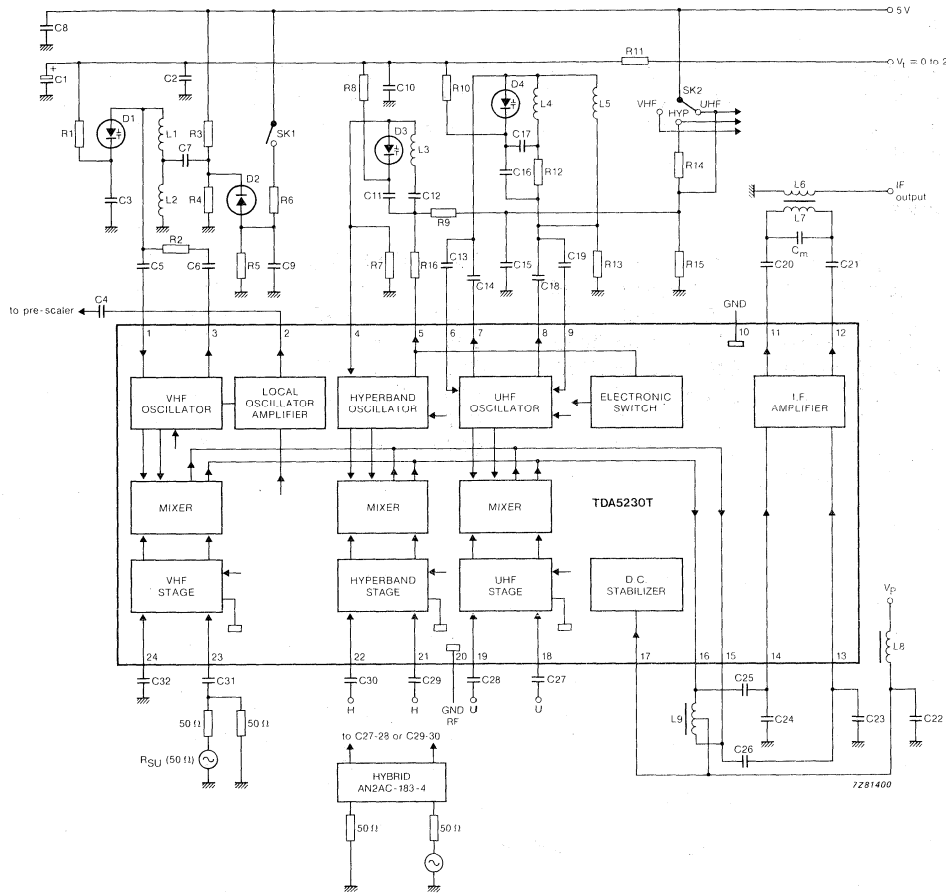 5 V
C8
R11
Vt = 0 to 2
C1
C2
R8
C10
R10
D4
L4
L5
SK2
VHF
UHF
HYP
R1
D1
L1
R3
SK1
C7
D3
L3
C17
R14
C16
R12
L6
IF
output
L7
D2
C3
L2
R4
R6
C11
C12
R9
Cm
R2
C5
C6
R5
C9
R7
R16
C13
C14
C15
C18
C19
R13
R15
C20
C21
C4
to pre-scaler
GND
1
3
2
4
5
6
7
8
9
10
11
12
VHF
OSCILLATOR
LOCAL
OSCILLATOR
AMPLIFIER
HYPERBAND
OSCILLATOR
UHF
OSCILLATOR
ELECTRONIC
SWITCH
I.F.
AMPLIFIER
MIXER
MIXER
MIXER
TDA5230T
VHF
STAGE
HYPERBAND
STAGE
UHF
STAGE
D.C.
STABILIZER
VP
24
23
22
21
20
19
18
17
16
15
14
13
L8
C32
C31
C30
C29
C28
C27
C25
H
H
GND
RF
U
U
L9
C24
C23
C22
50 Ω
50 Ω
RSU (50 Ω)
to C27-28 or C29-30
C26
HYBRID
AN2AC-183-4
7Z81400
50 Ω
50 Ω